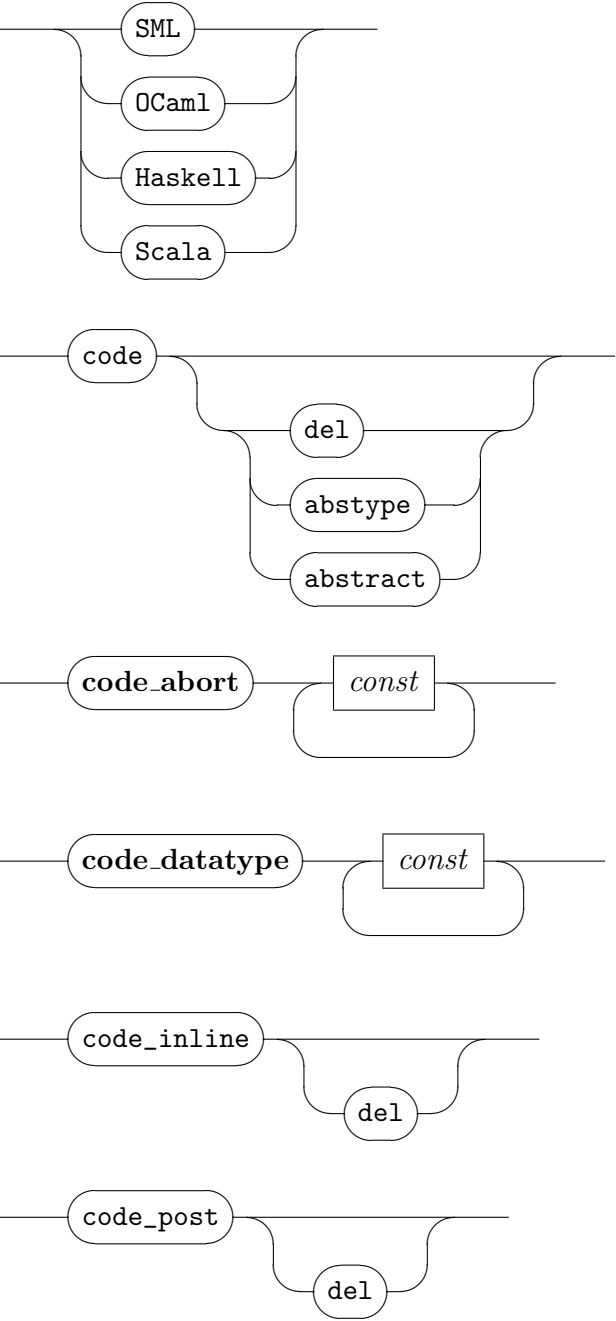 SML
OCaml
Haskell
Scala
code
del
abstype
abstract
code_abort const
code_datatype const
code_inline
del
code_post
del